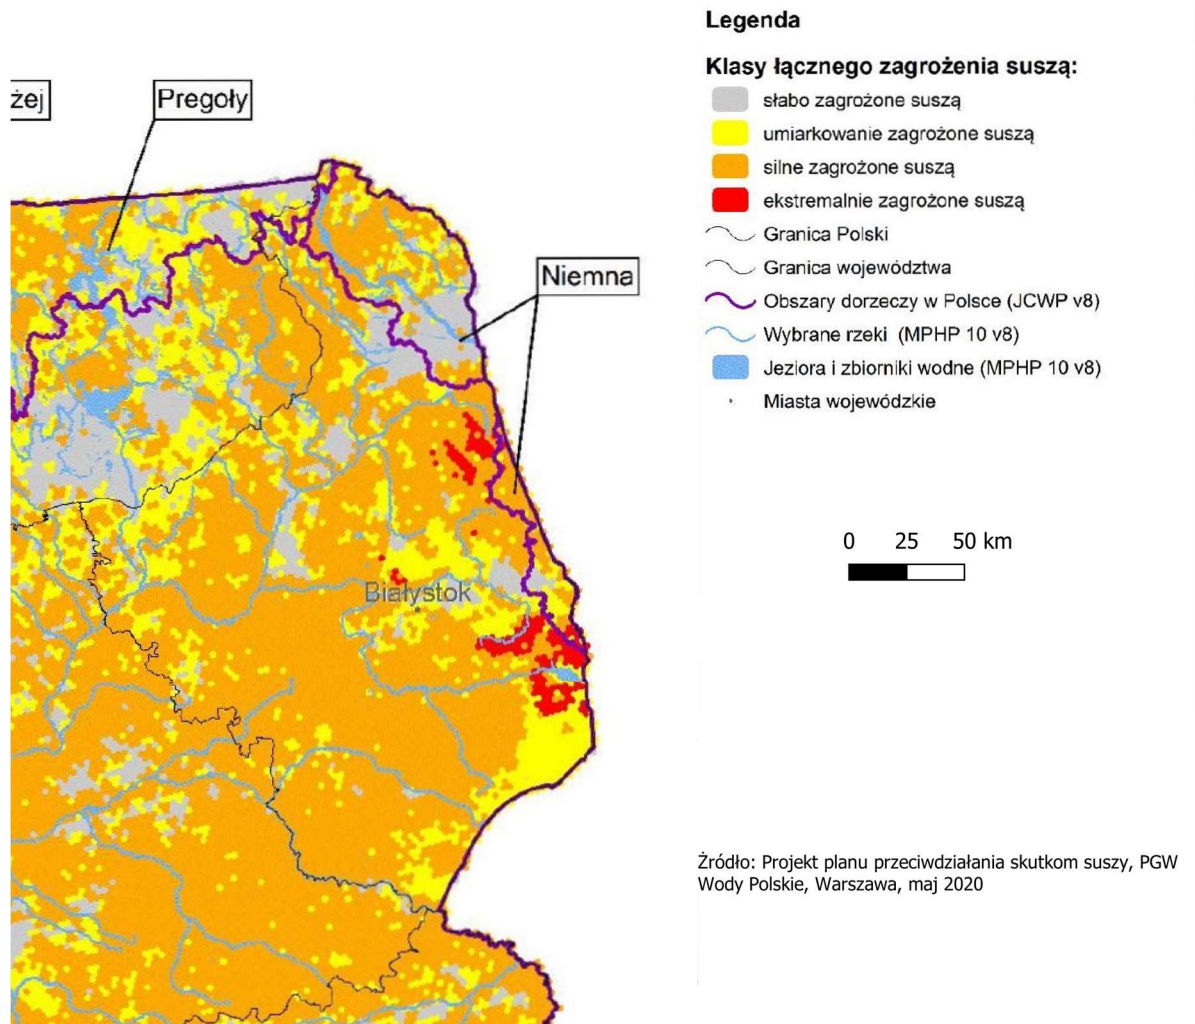 żej
Pregoły
Niemna
Białystok
Legenda
Klasy łącznego zagrożenia suszą:
słabo zagrożone suszą
umiarkowanie zagrożone suszą
silne zagrożone suszą
ekstremalnie zagrożone suszą
Granica Polski
Granica województwa
Obszary dorzeczy w Polsce (JCWP v8)
Wybrane rzeki (MPHP 10 v8)
Jeziora i zbiorniki wodne (MPHP 10 v8)
Miasta wojewódzkie
0 25 50 km
Żródło: Projekt planu przeciwdziałania skutkom suszy, PGW
Wody Polskie, Warszawa, maj 2020